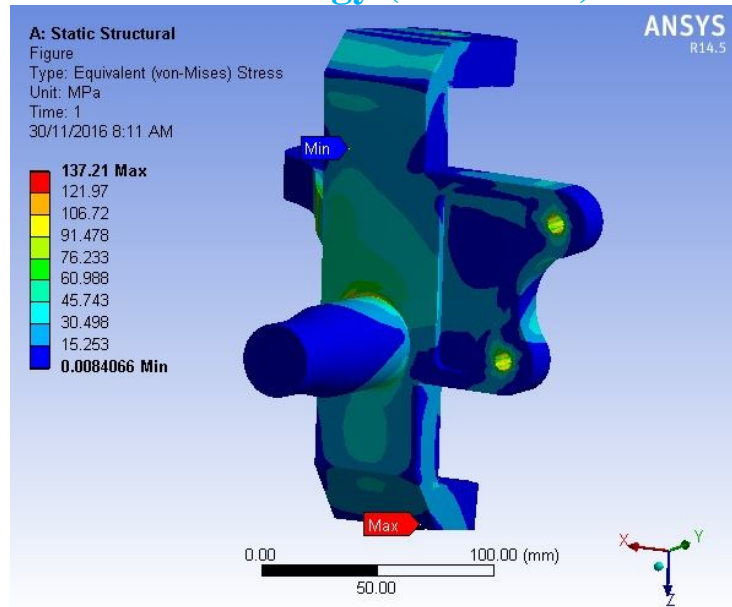 A: Static Structural
Figure
Type: Equivalent (von-Mises) Stress
Unit: MPa
Time: 1
30/11/2016 8:11 AM
137.21 Max
121.97
106.72
91.478
76.233
60.988
45.743
30.498
15.253
0.0084066 Min
ANSYS
R14.5
Min
Max
0.00
100.00 (mm)
50.00
X
Y
Z